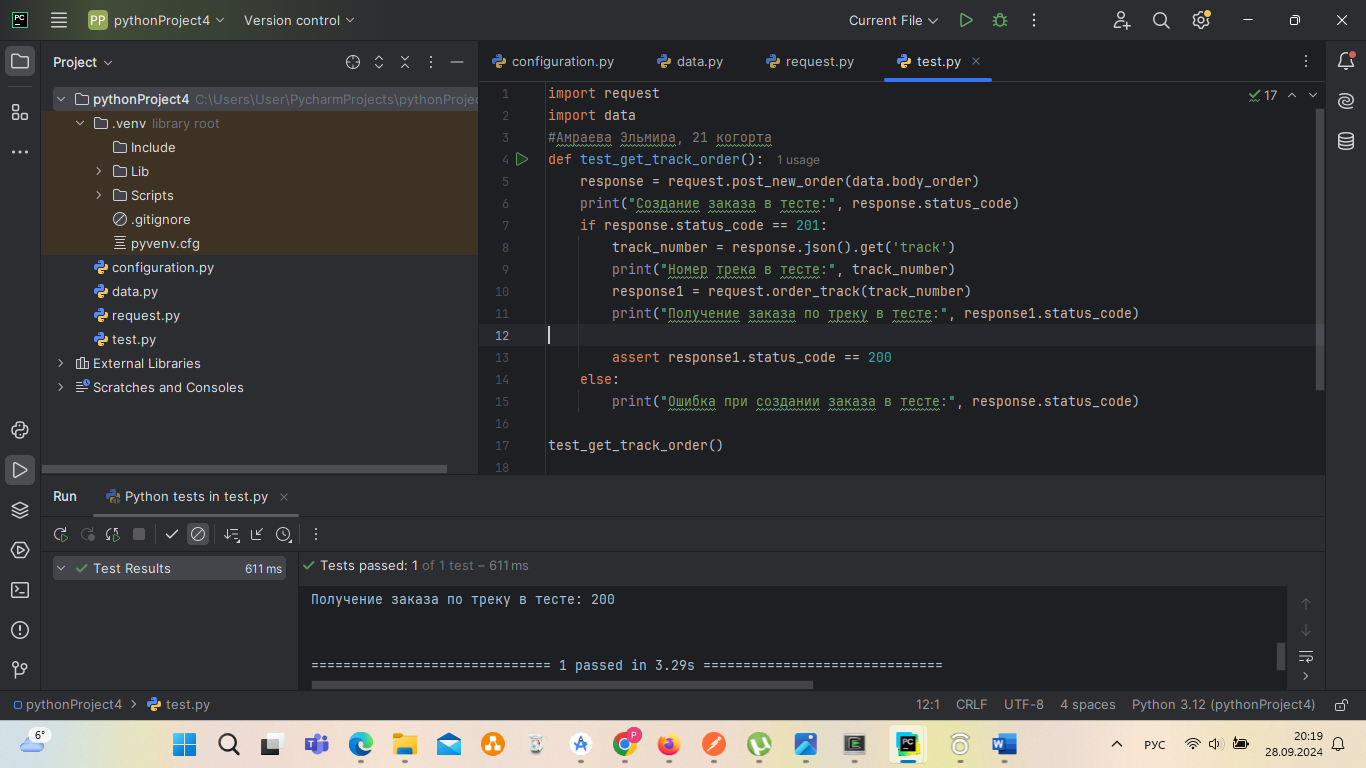 PP pythonProject4 Version control Current File
Project
configuration.py data.py request.py test.py
pythonProject4 C:\Users\User\PycharmProjects\pythonProjec
.venv library root
Include
Lib
Scripts
.gitignore
pyvenv.cfg
configuration.py
data.py
request.py
test.py
External Libraries
Scratches and Consoles
17
1 import request
2 import data
3 #Амраева Эльмира, 21 когорта
4 def test_get_track_order(): 1 usage
5 response = request.post_new_order(data.body_order)
6 print("Создание заказа в тесте:", response.status_code)
7 if response.status_code == 201:
8 track_number = response.json().get('track')
9 print("Номер трека в тесте:", track_number)
10 response1 = request.order_track(track_number)
11 print("Получение заказа по треку в тесте:", response1.status_code)
12
13 assert response1.status_code == 200
14 else:
15 print("Ошибка при создании заказа в тесте:", response.status_code)
16
17 test_get_track_order()
18
Run Python tests in test.py
Test Results 611 ms
Tests passed: 1 of 1 test – 611 ms
Получение заказа по треку в тесте: 200
============================== 1 passed in 3.29s ==============================
pythonProject4 test.py 12:1 CRLF UTF-8 4 spaces Python 3.12 (pythonProject4)
6°
P
РУС
20:19
28.09.2024